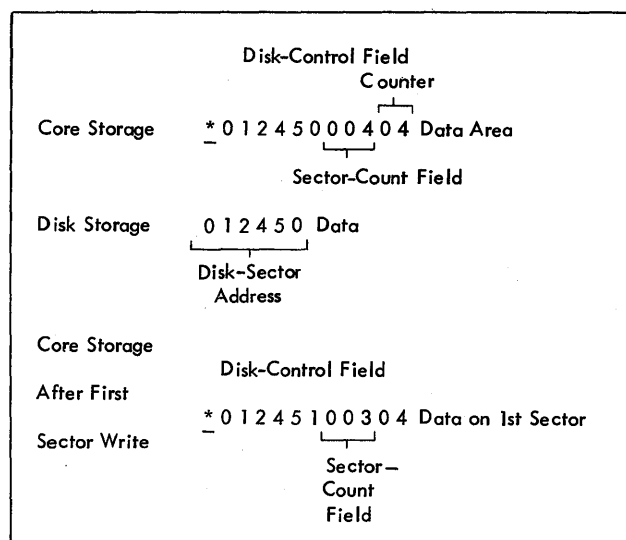 Disk-Control Field
Counter
Core Storage * 0 1 2 4 5 0 0 0 4 0 4 Data Area
Sector-Count Field
Disk Storage 0 1 2 4 5 0 Data
Disk-Sector
Address
Core Storage
Disk-Control Field
After First
* 0 1 2 4 5 1 0 0 3 0 4 Data on 1st Sector
Sector Write
Sector-
Count
Field